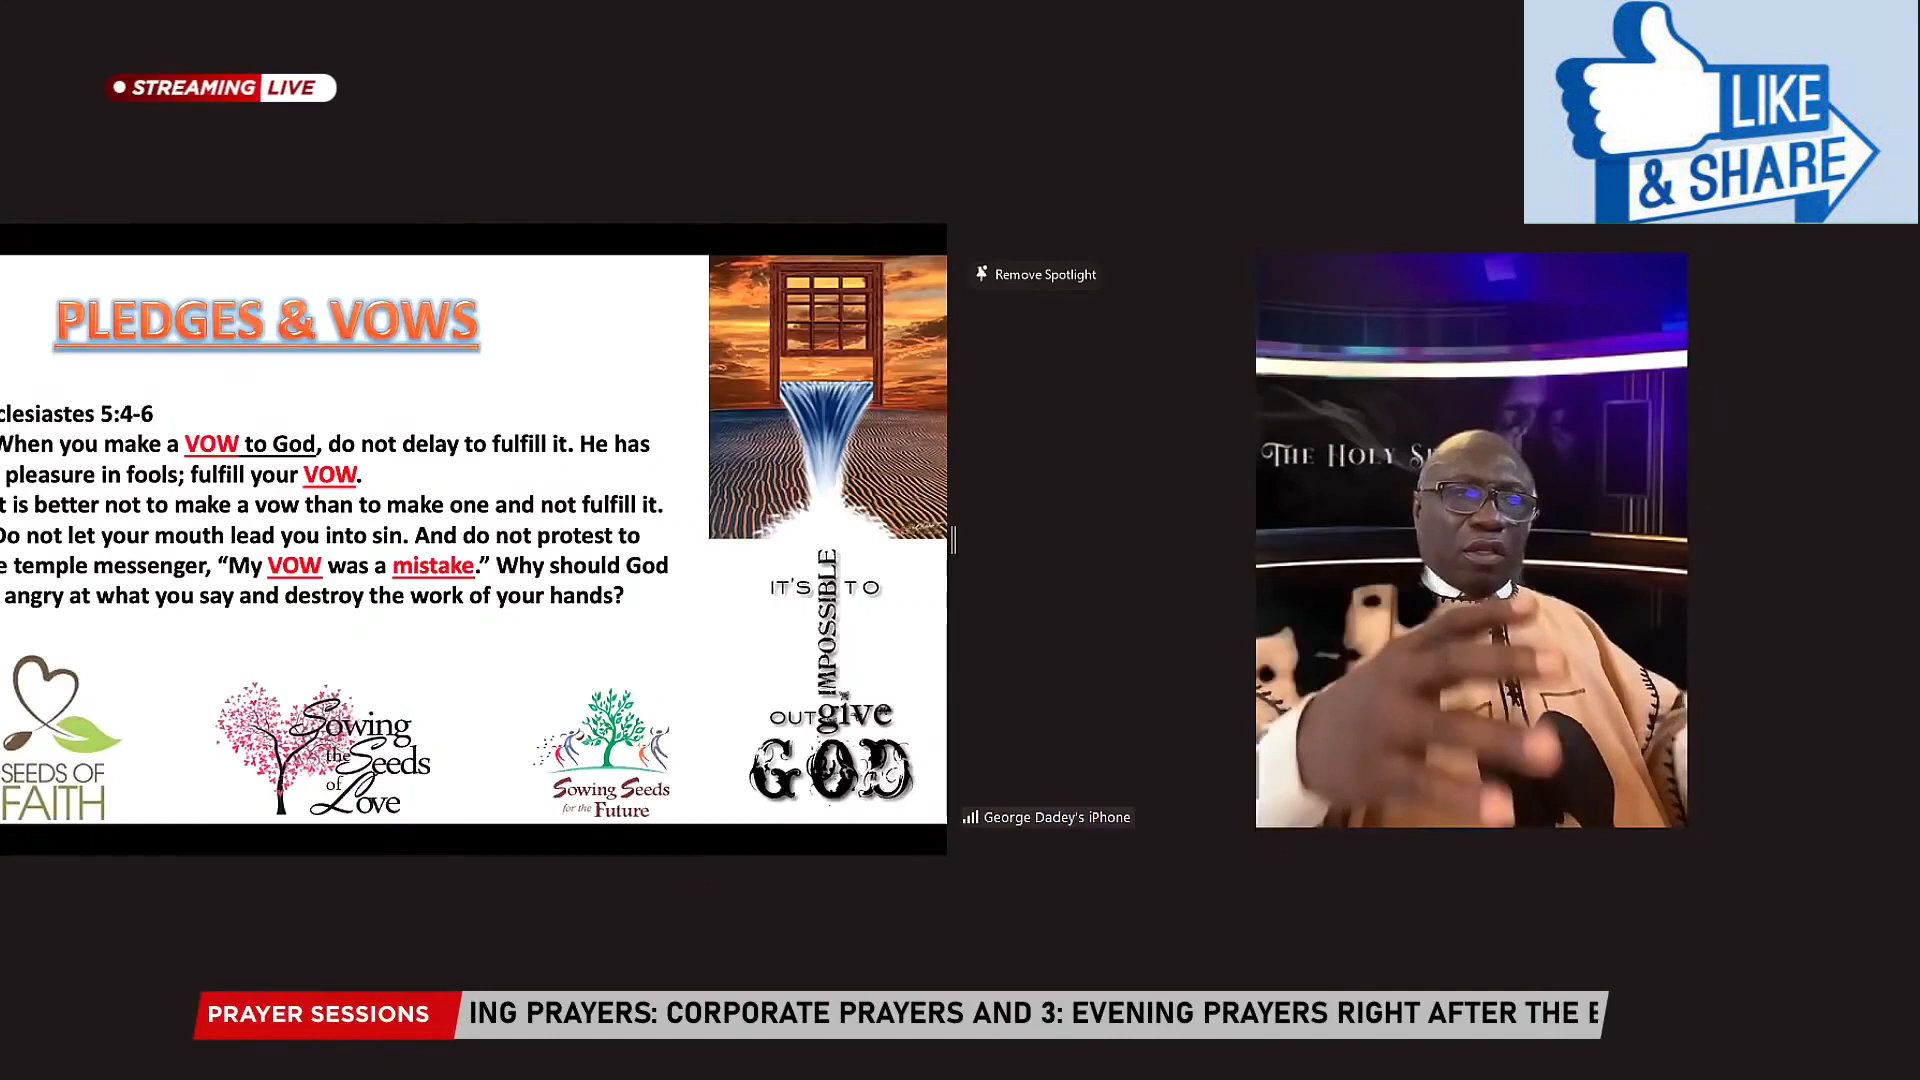 STREAMING LIVE
LIKE
& SHARE
Remove Spotlight
PLEDGES & VOWS
clesiastes 5:4-6
When you make a VOW to God, do not delay to fulfill it. He has
pleasure in fools; fulfill your VOW.
t is better not to make a vow than to make one and not fulfill it.
Do not let your mouth lead you into sin. And do not protest to
e temple messenger, “My VOW was a mistake.” Why should God
angry at what you say and destroy the work of your hands?
SEEDS OF
FAITH
Sowing
the Seeds
of
Love
Sowing Seeds
for the Future
IT'S IMPOSSIBLE TO
OUTgive
GOD
THE HOLY S
George Dadey's iPhone
PRAYER SESSIONS
ING PRAYERS: CORPORATE PRAYERS AND 3: EVENING PRAYERS RIGHT AFTER THE E